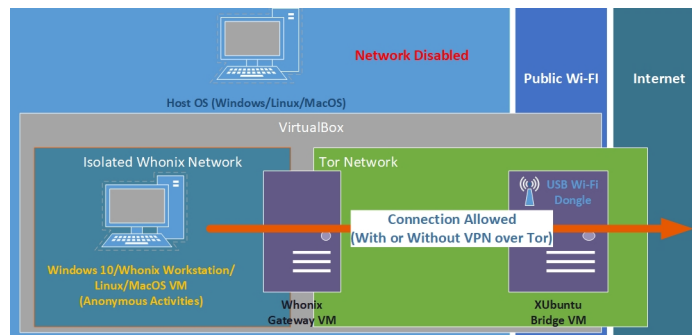 Network Disabled
Public Wi-FI
Internet
Host OS (Windows/Linux/MacOS)
VirtualBox
Isolated Whonix Network
Tor Network
USB Wi-Fi
Dongle
Connection Allowed
(With or Without VPN over Tor)
Windows 10/Whonix Workstation/
Linux/MacOS VM
(Anonymous Activities)
Whonix
Gateway VM
XUbuntu
Bridge VM